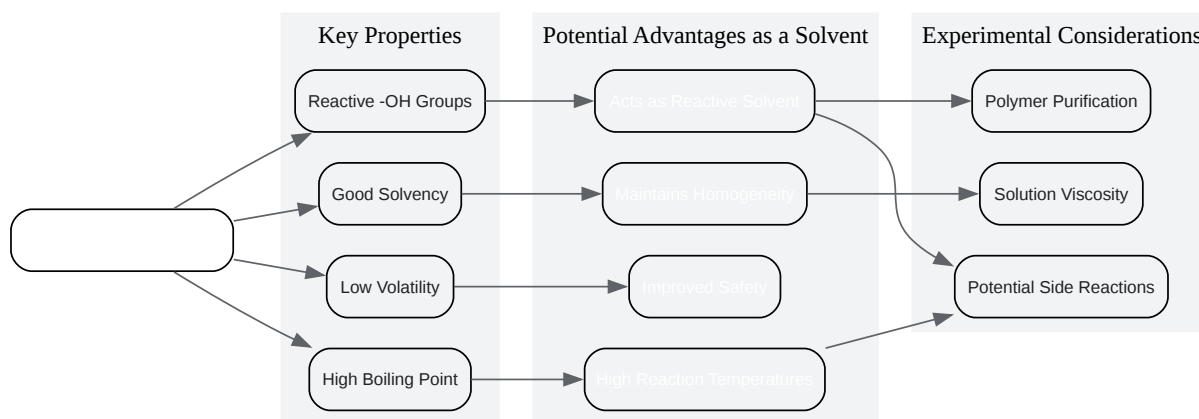 Key Properties
Potential Advantages as a Solvent
Experimental Considerations
Reactive -OH Groups
Acts as Reactive Solvent
Polymer Purification
Good Solvency
Maintains Homogeneity
Solution Viscosity
Low Volatility
Improved Safety
Potential Side Reactions
High Boiling Point
High Reaction Temperatures